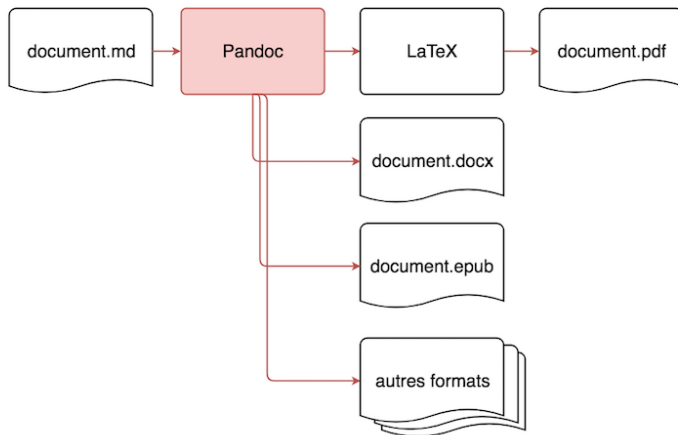 document.md
Pandoc
LaTeX
document.pdf
document.docx
document.epub
autres formats